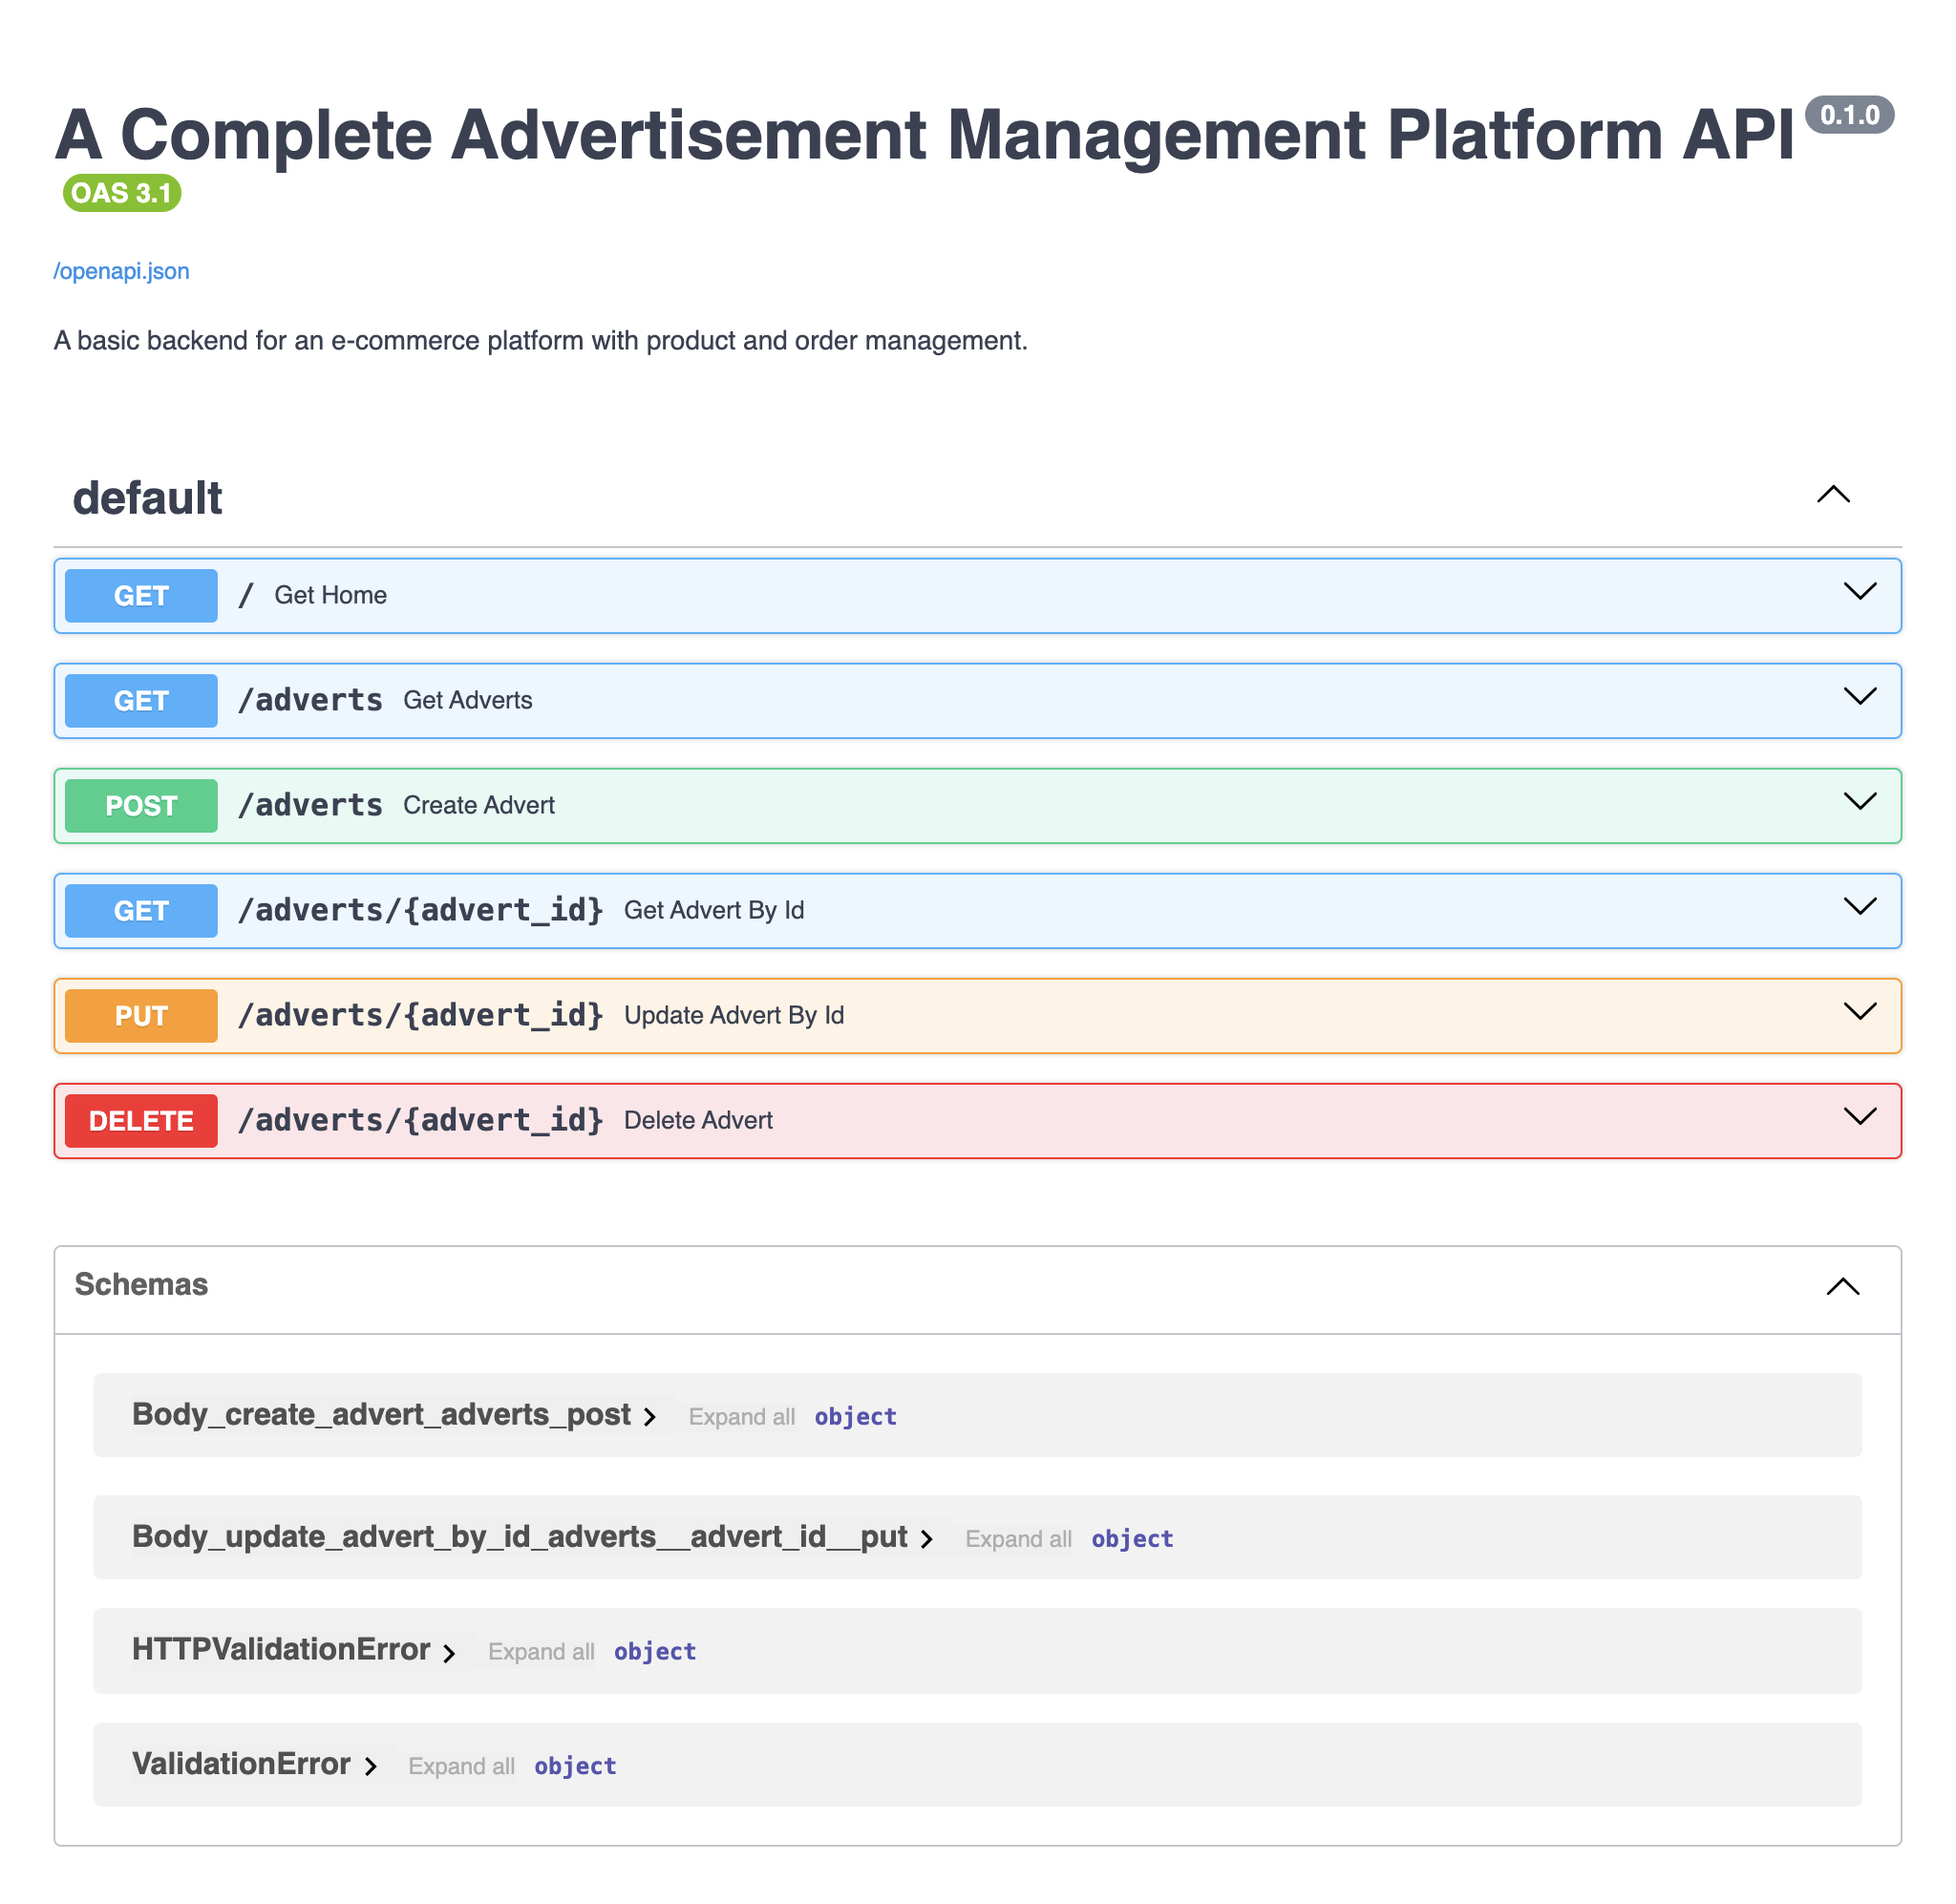 A Complete Advertisement Management Platform API 0.1.0
OAS 3.1
/openapi.json
A basic backend for an e-commerce platform with product and order management.
default
GET / Get Home
GET /adverts Get Adverts
POST /adverts Create Advert
GET /adverts/{advert_id} Get Advert By Id
PUT /adverts/{advert_id} Update Advert By Id
DELETE /adverts/{advert_id} Delete Advert
Schemas
Body_create_advert_adverts_post Expand all object
Body_update_advert_by_id_adverts__advert_id__put Expand all object
HTTPValidationError Expand all object
ValidationError Expand all object